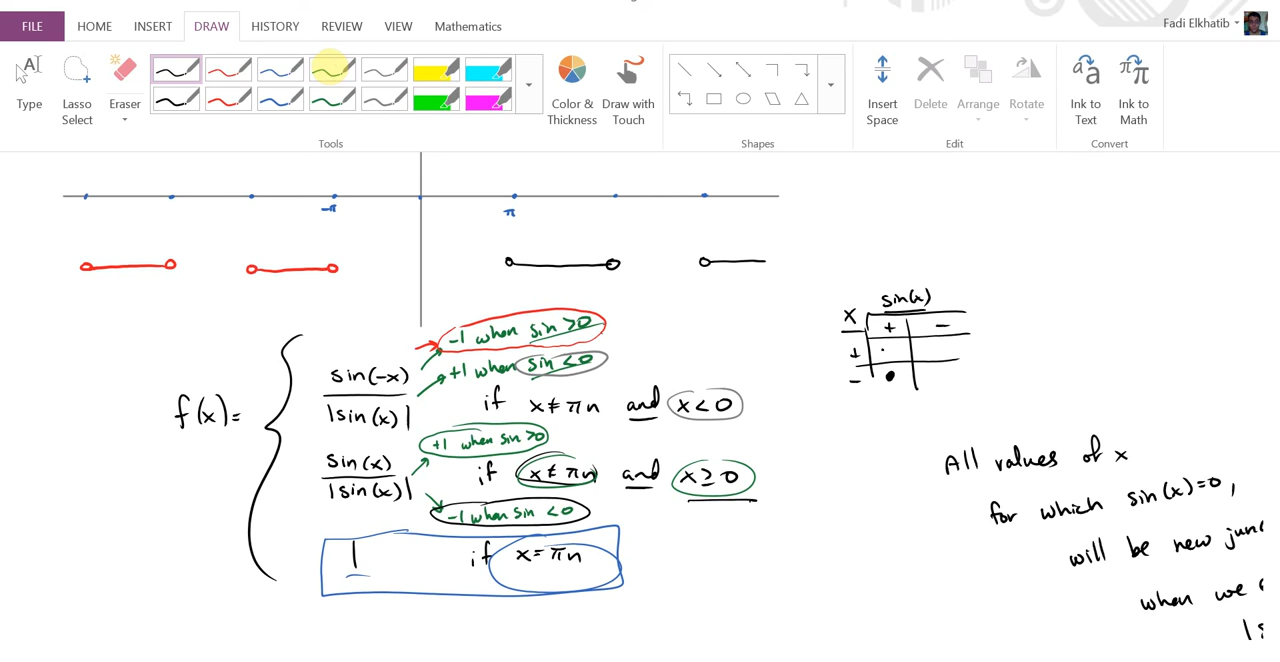 FILE HOME INSERT DRAW HISTORY REVIEW VIEW Mathematics Fadi Elkhatib
Type
Lasso Select
Eraser
Color & Thickness
Draw with Touch
Insert Space
Delete
Arrange
Rotate
Ink to Text
Ink to Math
Tools Shapes Edit Convert
-π π
sin(x)
x + -
+
-
-1 when sin >0
+1 when sin <0
f(x)=
sin(-x) / |sin(x)| if x≠πn and x<0
+1 when sin >0
sin(x) / |sin(x)| if x≠πn and x≥0
-1 when sin <0
1 if x=πn
All values of x
for which sin(x)=0,
will be new
when we